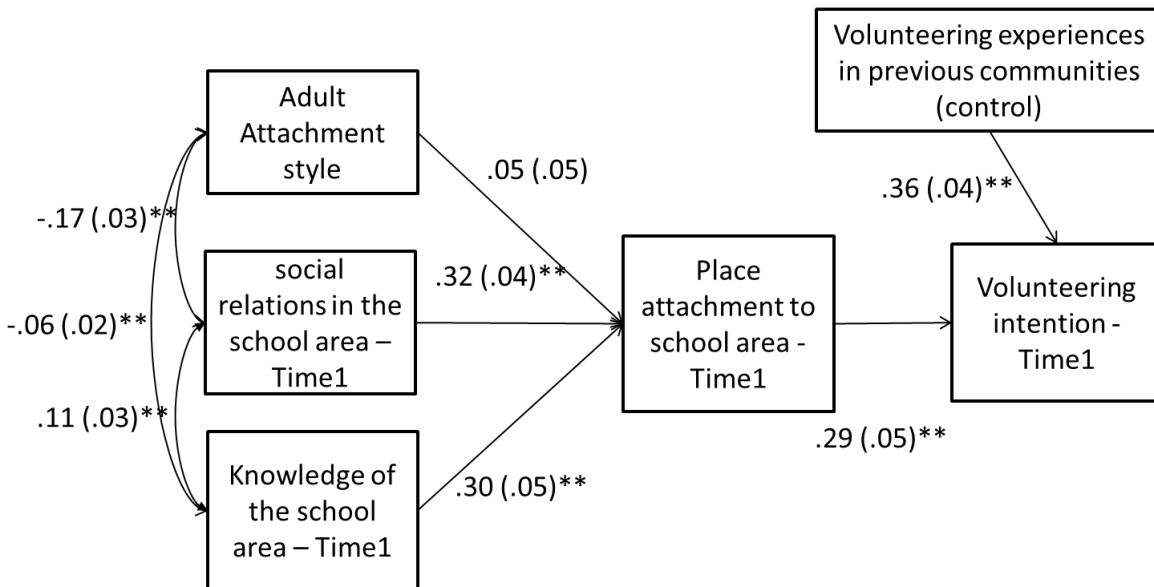 Volunteering experiences
in previous communities
(control)
Adult
Attachment
style
.05 (.05)
.36 (.04)**
-.17 (.03)**
social
relations in the
school area –
Time1
.32 (.04)**
Place
attachment to
school area -
Time1
Volunteering
intention -
Time1
-.06 (.02)**
.11 (.03)**
.29 (.05)**
Knowledge of
the school
area – Time1
.30 (.05)**